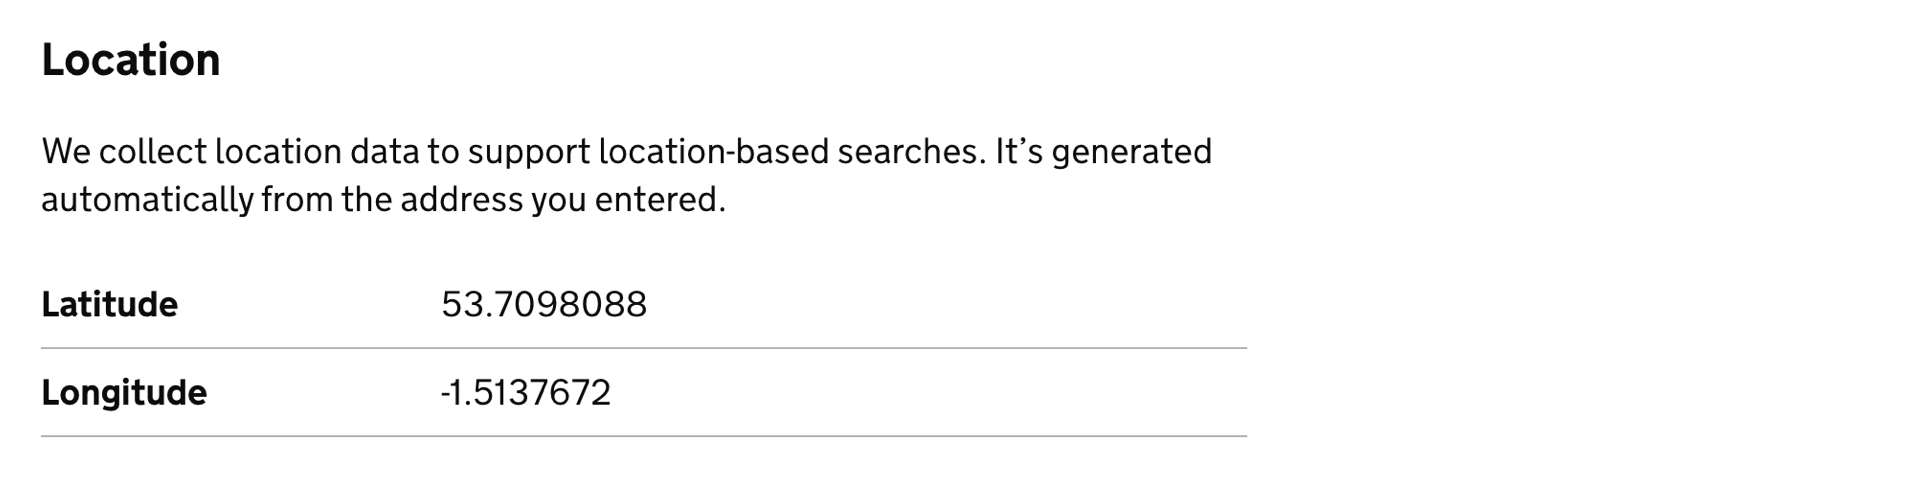 Location
We collect location data to support location-based searches. It’s generated
automatically from the address you entered.
Latitude 53.7098088
Longitude -1.5137672